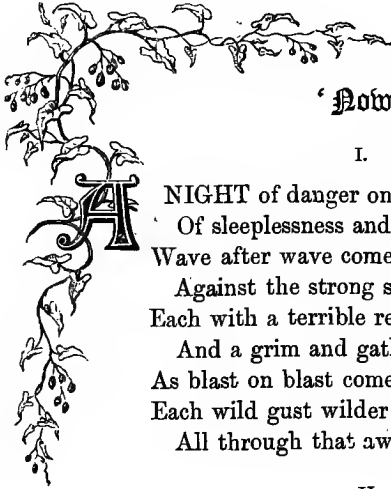 ‘Now
I.
A NIGHT of danger on
Of sleeplessness and
Wave after wave come
Against the strong s
Each with a terrible re
And a grim and gat
As blast on blast come
Each wild gust wilder
All through that aw